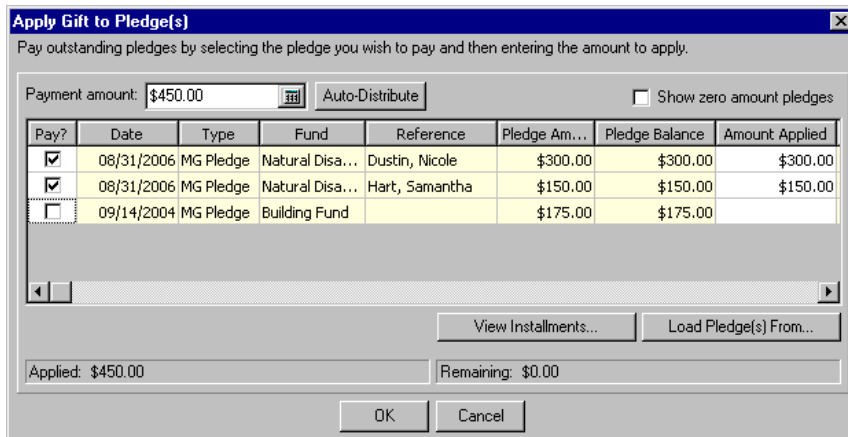 Apply Gift to Pledge(s)
Pay outstanding pledges by selecting the pledge you wish to pay and then entering the amount to apply.
Payment amount: $450.00 Auto-Distribute Show zero amount pledges
Pay? Date Type Fund Reference Pledge Am... Pledge Balance Amount Applied
08/31/2006 MG Pledge Natural Disa... Dustin, Nicole $300.00 $300.00 $300.00
08/31/2006 MG Pledge Natural Disa... Hart, Samantha $150.00 $150.00 $150.00
09/14/2004 MG Pledge Building Fund $175.00 $175.00
View Installments... Load Pledge(s) From...
Applied: $450.00 Remaining: $0.00
OK Cancel